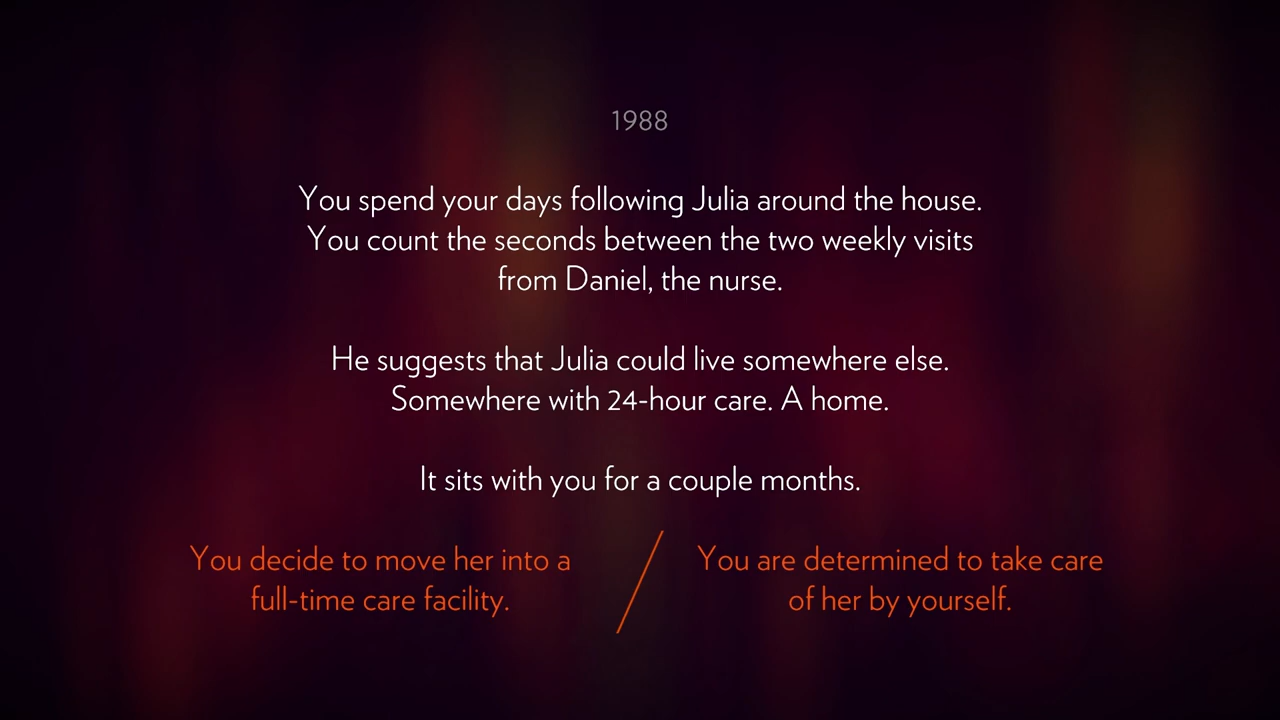 1988
You spend your days following Julia around the house.
You count the seconds between the two weekly visits
from Daniel, the nurse.
He suggests that Julia could live somewhere else.
Somewhere with 24-hour care. A home.
It sits with you for a couple months.
You decide to move her into a
full-time care facility.
You are determined to take care
of her by yourself.